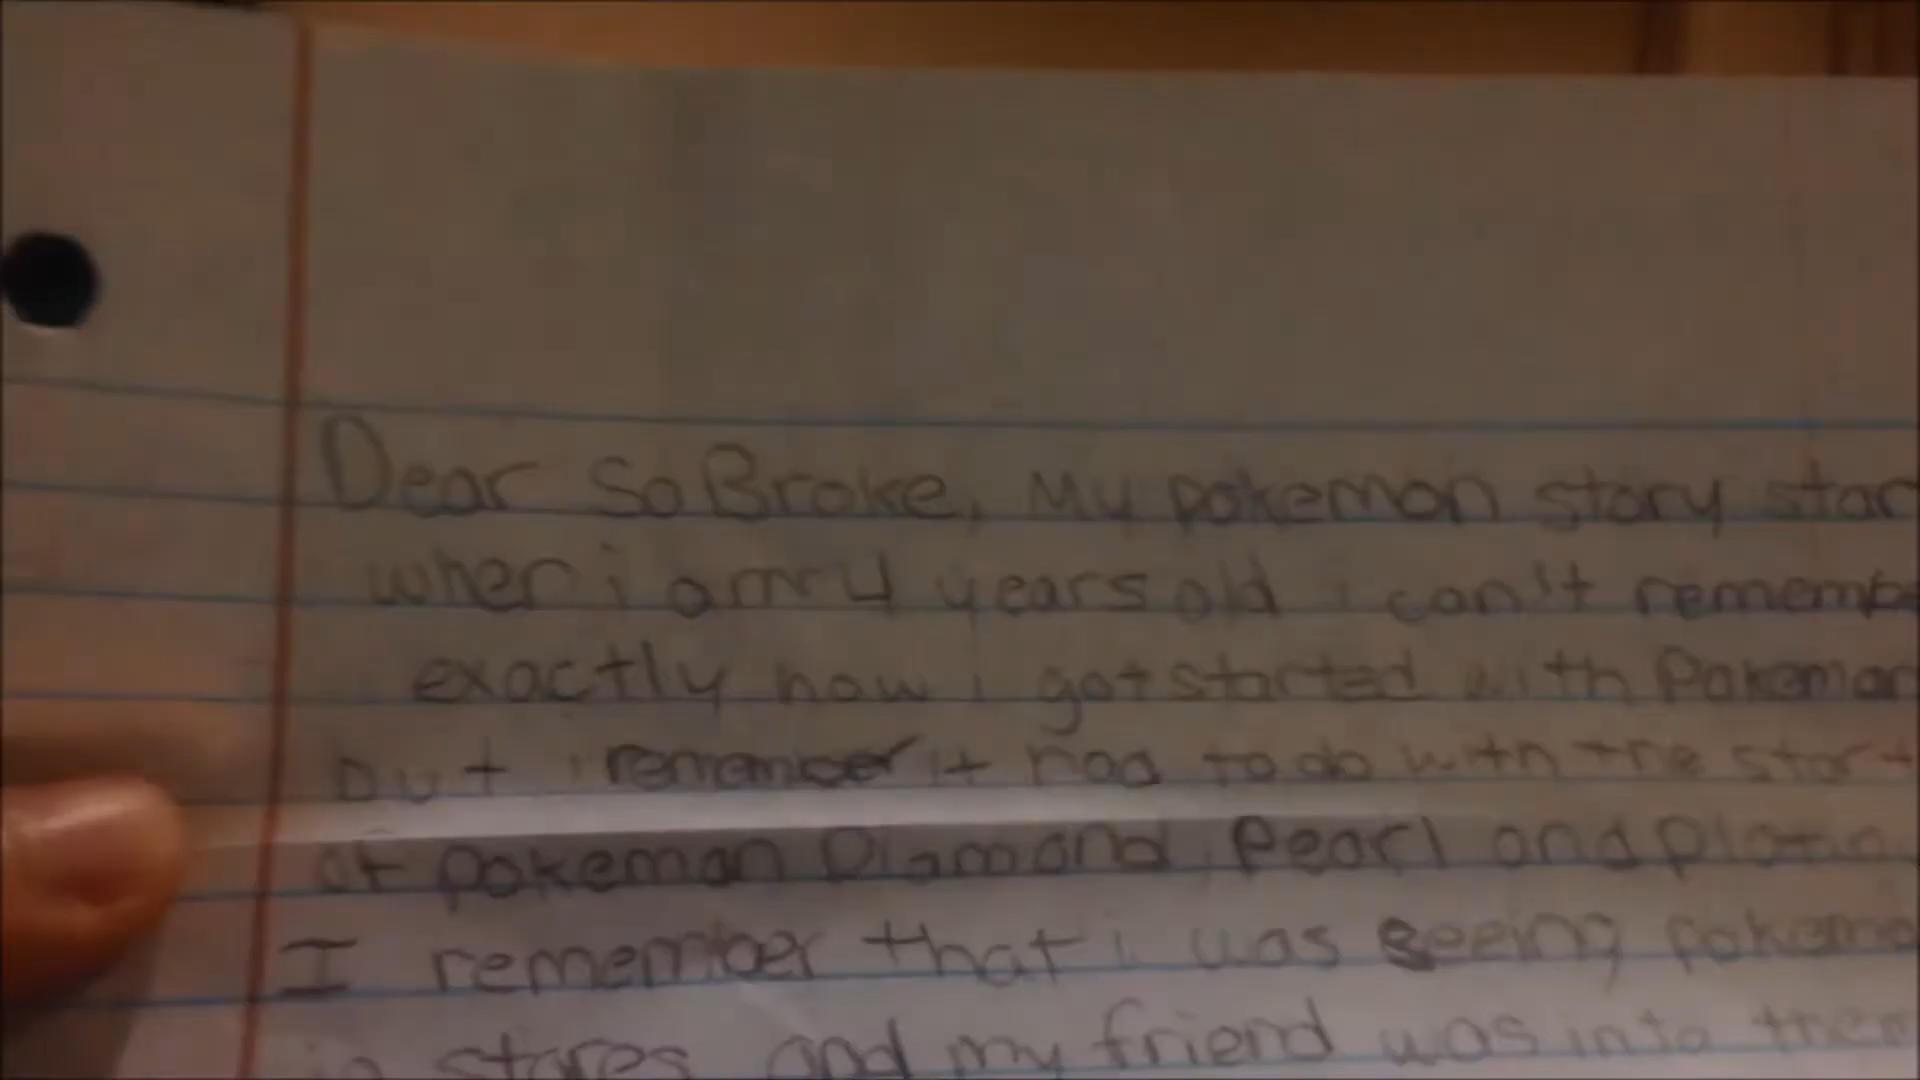 Dear SoBroke, My pokemon story star
when i am 4 years old i can't rememb
exactly how i got started with Pokemon
but i remember it had to do with the start
of pokemon Diamond, Pearl and platin
I remember that i was seeing pokemo
in stores and my friend was into them